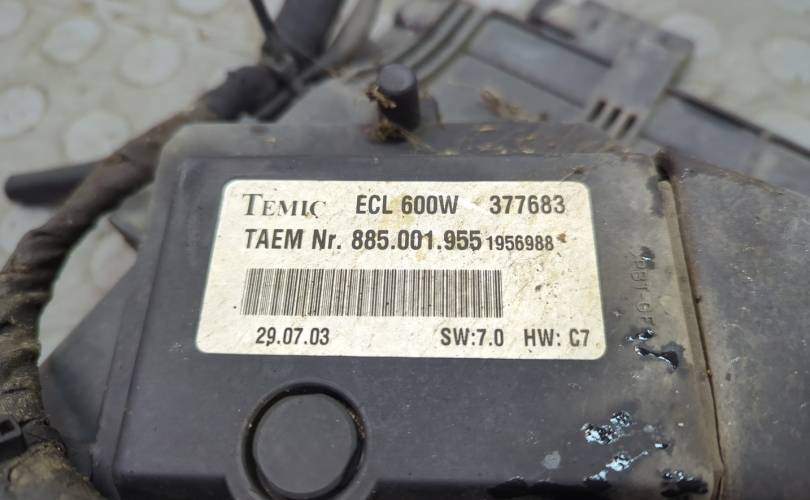 TEMIC ECL 600W 377683
TAEM Nr. 885.001.955 1956988
29.07.03 SW:7.0 HW: C7